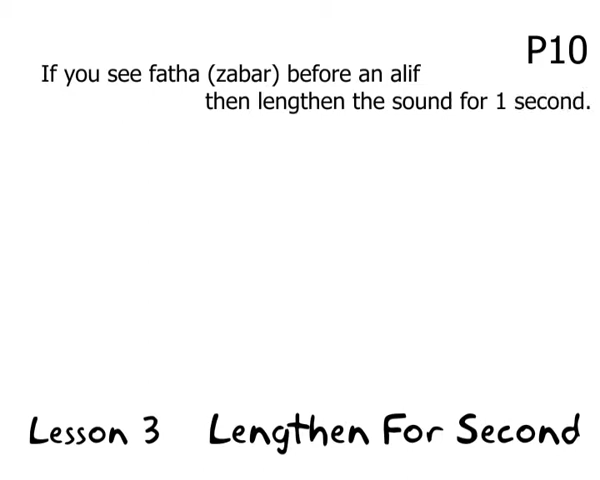 P10
If you see fatha (zabar) before an alif
then lengthen the sound for 1 second.
Lesson 3 Lengthen For Second